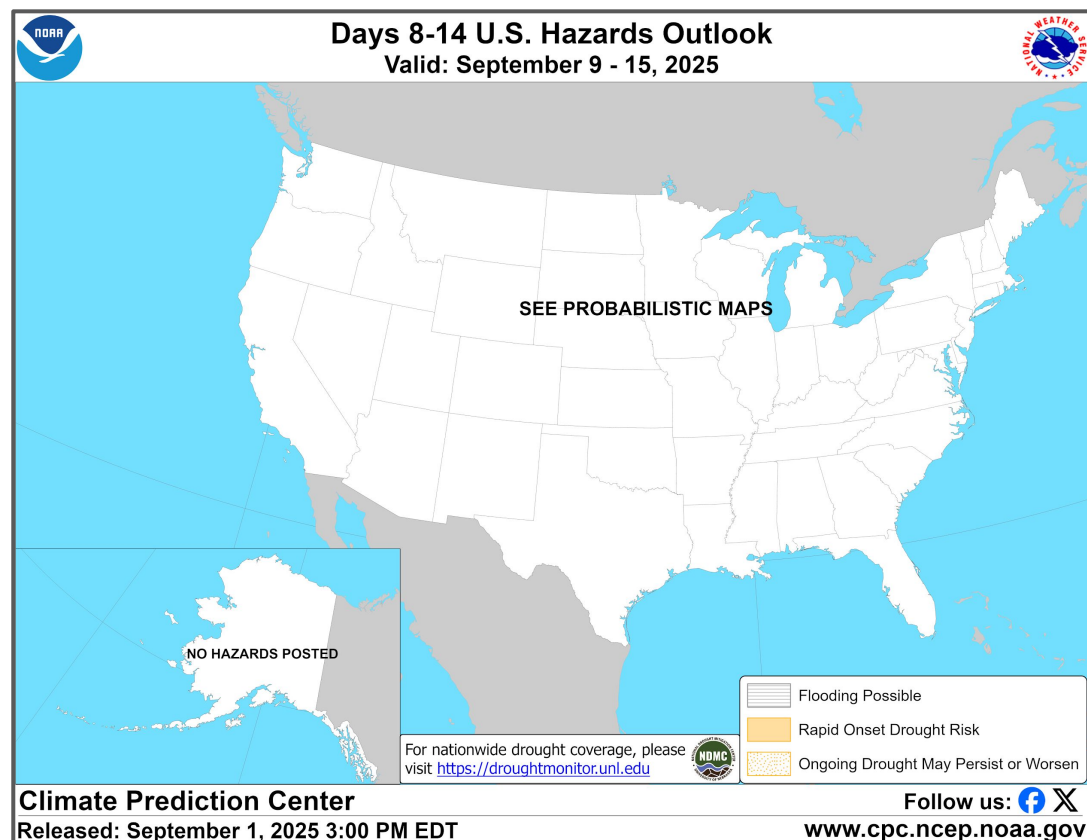 NOAA
Days 8-14 U.S. Hazards Outlook
Valid: September 9 - 15, 2025
NATIONAL WEATHER SERVICE
SEE PROBABILISTIC MAPS
NO HAZARDS POSTED
Flooding Possible
Rapid Onset Drought Risk
Ongoing Drought May Persist or Worsen
For nationwide drought coverage, please
visit https://droughtmonitor.unl.edu
NDMC
Climate Prediction Center
Follow us:
Released: September 1, 2025 3:00 PM EDT
www.cpc.ncep.noaa.gov